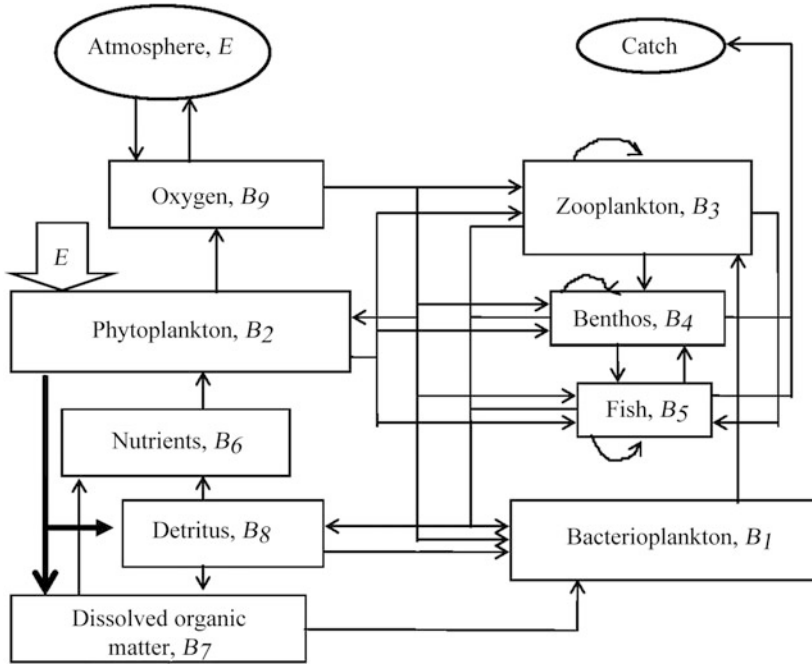 Atmosphere, E
Catch
Oxygen, B9
Zooplankton, B3
E
Phytoplankton, B2
Benthos, B4
Fish, B5
Nutrients, B6
Detritus, B8
Bacterioplankton, B1
Dissolved organic
matter, B7